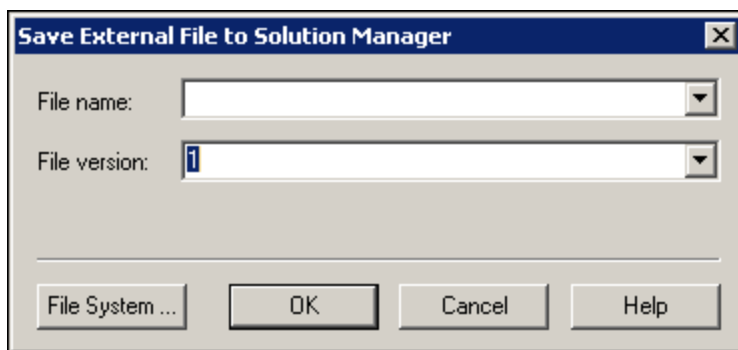 Save External File to Solution Manager
File name:
File version: 1
File System ... OK Cancel Help